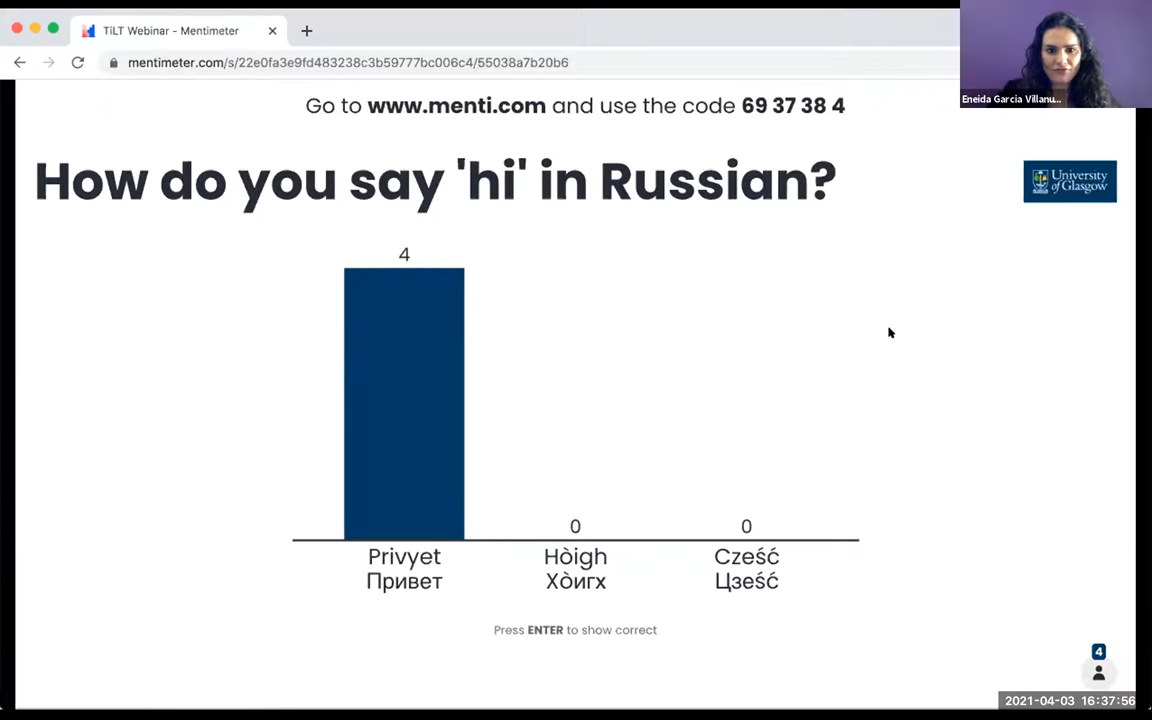 TiLT Webinar - Mentimeter
mentimeter.com/s/22e0fa3e9fd483238c3b59777bc006c4/55038a7b20b6
Eneida Garcia Villanu...
Go to www.menti.com and use the code 69 37 38 4
How do you say 'hi' in Russian?
University
of Glasgow
4
0
0
Privyet
Привет
Hòigh
Хòигх
Cześć
Цześć
Press ENTER to show correct
4
2021-04-03 16:37:56